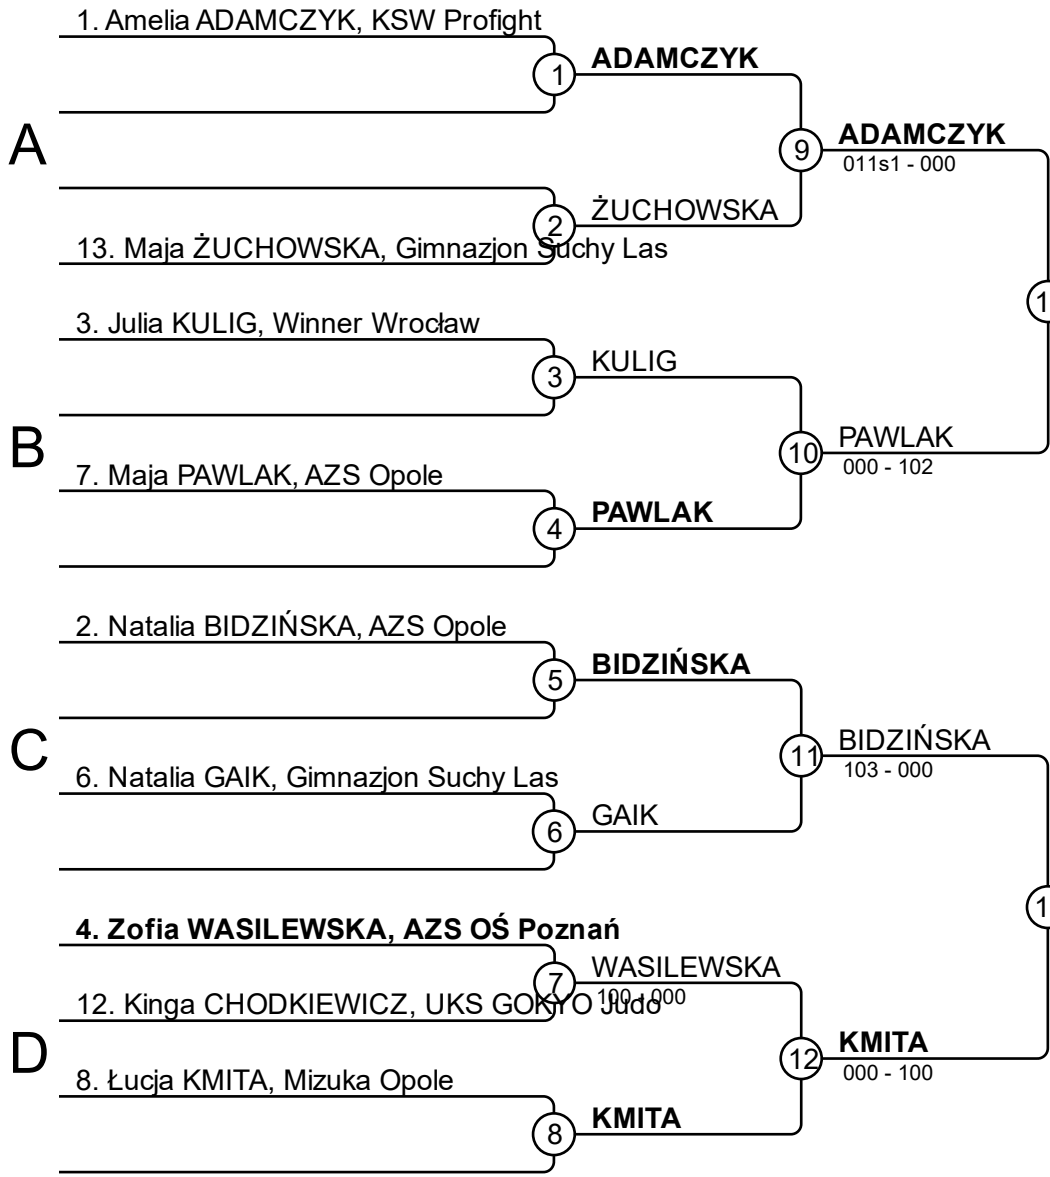 1. Amelia ADAMCZYK, KSW Profight
1
ADAMCZYK
A
9
ADAMCZYK
011s1 - 000
2
ŻUCHOWSKA
13. Maja ŻUCHOWSKA, Gimnazjon Suchy Las
1
3. Julia KULIG, Winner Wrocław
3
KULIG
B
10
PAWLAK
000 - 102
7. Maja PAWLAK, AZS Opole
4
PAWLAK
2. Natalia BIDZIŃSKA, AZS Opole
5
BIDZIŃSKA
C
11
BIDZIŃSKA
103 - 000
6. Natalia GAIK, Gimnazjon Suchy Las
6
GAIK
1
4. Zofia WASILEWSKA, AZS OŚ Poznań
7
WASILEWSKA
100 - 000
12. Kinga CHODKIEWICZ, UKS GOKYO Judo
D
12
KMITA
000 - 100
8. Łucja KMITA, Mizuka Opole
8
KMITA